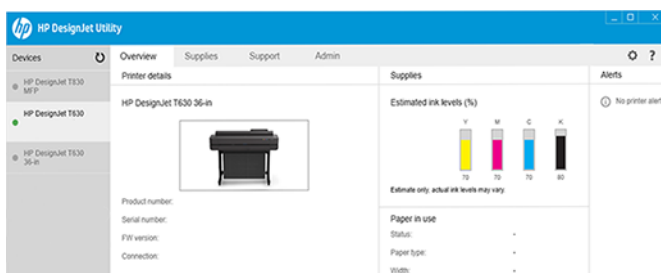 hp HP DesignJet Utility
Devices
HP DesignJet T830
MFP
HP DesignJet T630
HP DesignJet T630
36-in
Overview Supplies Support Admin
?
Printer details
HP DesignJet T630 36-in
Product number:
Serial number:
FW version:
Connection:
Supplies
Estimated ink levels (%)
Y M C K
70 70 70 80
Estimate only, actual ink levels may vary.
Paper in use
Status: -
Paper type: -
Width: -
Alerts
No printer alert